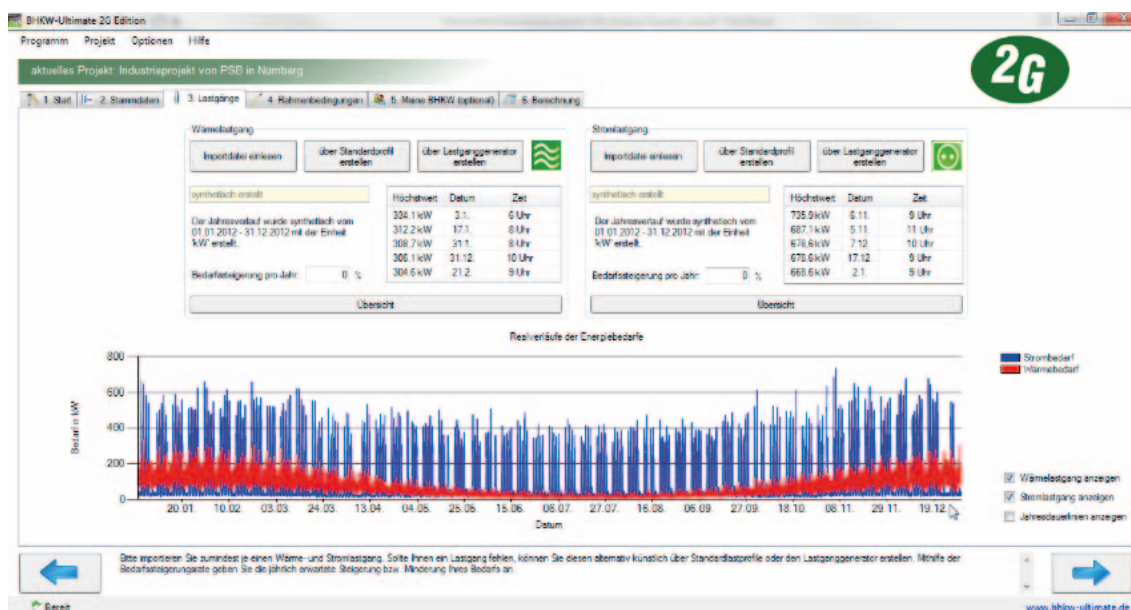 BHKW-Ultimate 2G Edition
Programm Projekt Optionen Hilfe
2G
aktuelles Projekt: Industrieprojekt von PSB in Nürnberg
1. Start 2. Stammdaten 3. Lastgänge 4. Rahmenbedingungen 5. Meine BHKW (optional) 6. Berechnung
Wärmelastgang
Importdatei einlesen
über Standardprofil erstellen
über Lastganggenerator erstellen
synthetisch erstellt
Der Jahresverlauf wurde synthetisch vom
01.01.2012 - 31.12.2012 mit der Einheit
'kW' erstellt.
Bedarfssteigerung pro Jahr: 0 %
Höchstwert Datum Zeit
334.1 kW 3.1. 6 Uhr
312.2 kW 17.1. 8 Uhr
308.7 kW 31.1. 8 Uhr
306.1 kW 31.12. 10 Uhr
304.6 kW 21.2. 9 Uhr
Übersicht
Stromlastgang
Importdatei einlesen
über Standardprofil erstellen
über Lastganggenerator erstellen
synthetisch erstellt
Der Jahresverlauf wurde synthetisch vom
01.01.2012 - 31.12.2012 mit der Einheit
'kW' erstellt.
Bedarfssteigerung pro Jahr: 0 %
Höchstwert Datum Zeit
735.9 kW 6.11. 9 Uhr
687.1 kW 5.11. 11 Uhr
678,6 kW 7.12. 10 Uhr
678.6 kW 17.12. 9 Uhr
668.6 kW 2.1. 9 Uhr
Übersicht
Realverläufe der Energiebedarfe
Bedarf in kW
800
600
400
200
0
20.01. 10.02. 03.03. 24.03. 13.04. 04.05. 25.05. 15.06. 06.07. 27.07. 16.08. 06.09. 27.09. 18.10. 08.11. 29.11. 19.12.
Datum
Strombedarf
Wärmebedarf
Wärmelastgang anzeigen
Stromlastgang anzeigen
Jahresdauerlinien anzeigen
Bitte importieren Sie zumindest je einen Wärme- und Stromlastgang. Sollte Ihnen ein Lastgang fehlen, können Sie diesen alternativ künstlich über Standardlastprofile oder den Lastganggenerator erstellen. Mithilfe der
Bedarfssteigerungsrate geben Sie die jährlich erwartete Steigerung bzw. Minderung Ihres Bedarfs an.
Bereit
www.bhkw-ultimate.de